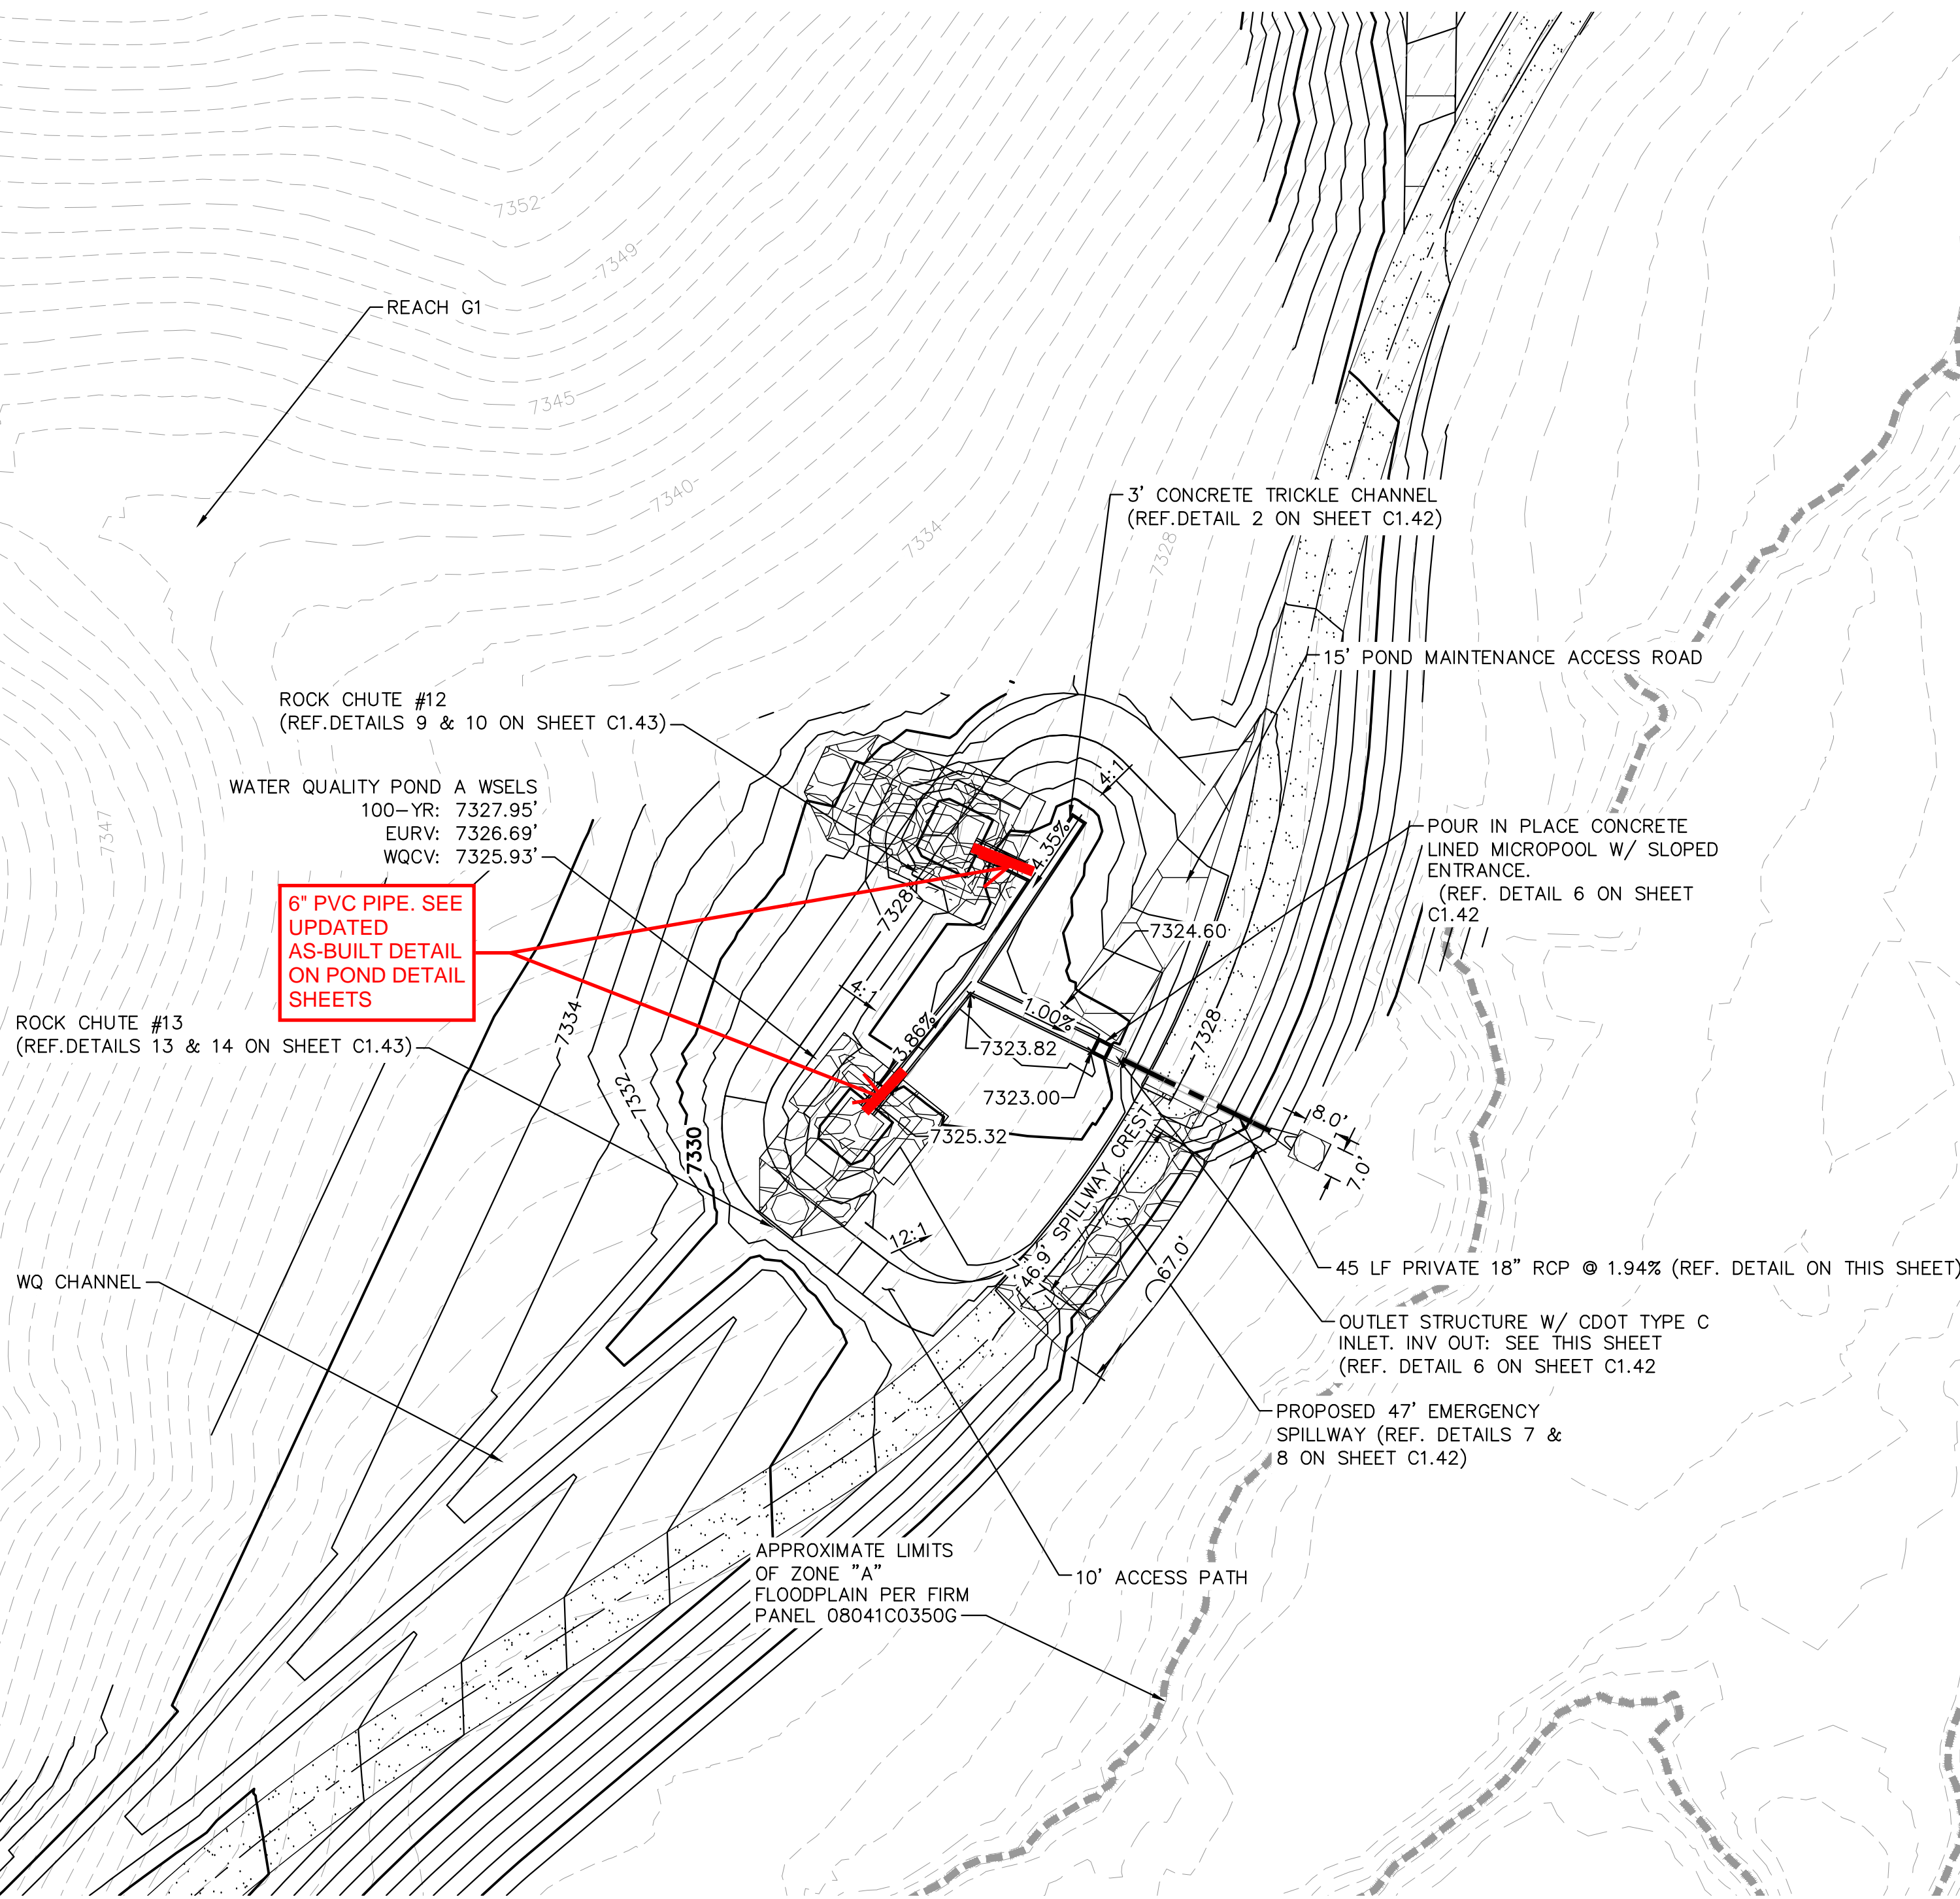 7352
7349
REACH G1
7345
7340
3' CONCRETE TRICKLE CHANNEL
(REF.DETAIL 2 ON SHEET C1.42)
7334
7328
15' POND MAINTENANCE ACCESS ROAD
ROCK CHUTE #12
(REF.DETAILS 9 & 10 ON SHEET C1.43)
WATER QUALITY POND A WSELS
100-YR: 7327.95'
EURV: 7326.69'
WQCV: 7325.93'
7347
4:1
4.35%
POUR IN PLACE CONCRETE
LINED MICROPOOL W/ SLOPED
ENTRANCE.
(REF. DETAIL 6 ON SHEET
C1.42
6" PVC PIPE. SEE
UPDATED
AS-BUILT DETAIL
ON POND DETAIL
SHEETS
7328
7324.60
4:1
1.00%
3.86%
7323.82
7328
7334
ROCK CHUTE #13
(REF.DETAILS 13 & 14 ON SHEET C1.43)
7332
7330
7323.00
7325.32
8.0'
7.0'
46.9' SPILLWAY CREST
12:1
67.0'
WQ CHANNEL
45 LF PRIVATE 18" RCP @ 1.94% (REF. DETAIL ON THIS SHEET)
OUTLET STRUCTURE W/ CDOT TYPE C
INLET. INV OUT: SEE THIS SHEET
(REF. DETAIL 6 ON SHEET C1.42
PROPOSED 47' EMERGENCY
SPILLWAY (REF. DETAILS 7 &
8 ON SHEET C1.42)
APPROXIMATE LIMITS
OF ZONE "A"
FLOODPLAIN PER FIRM
PANEL 08041C0350G
10' ACCESS PATH